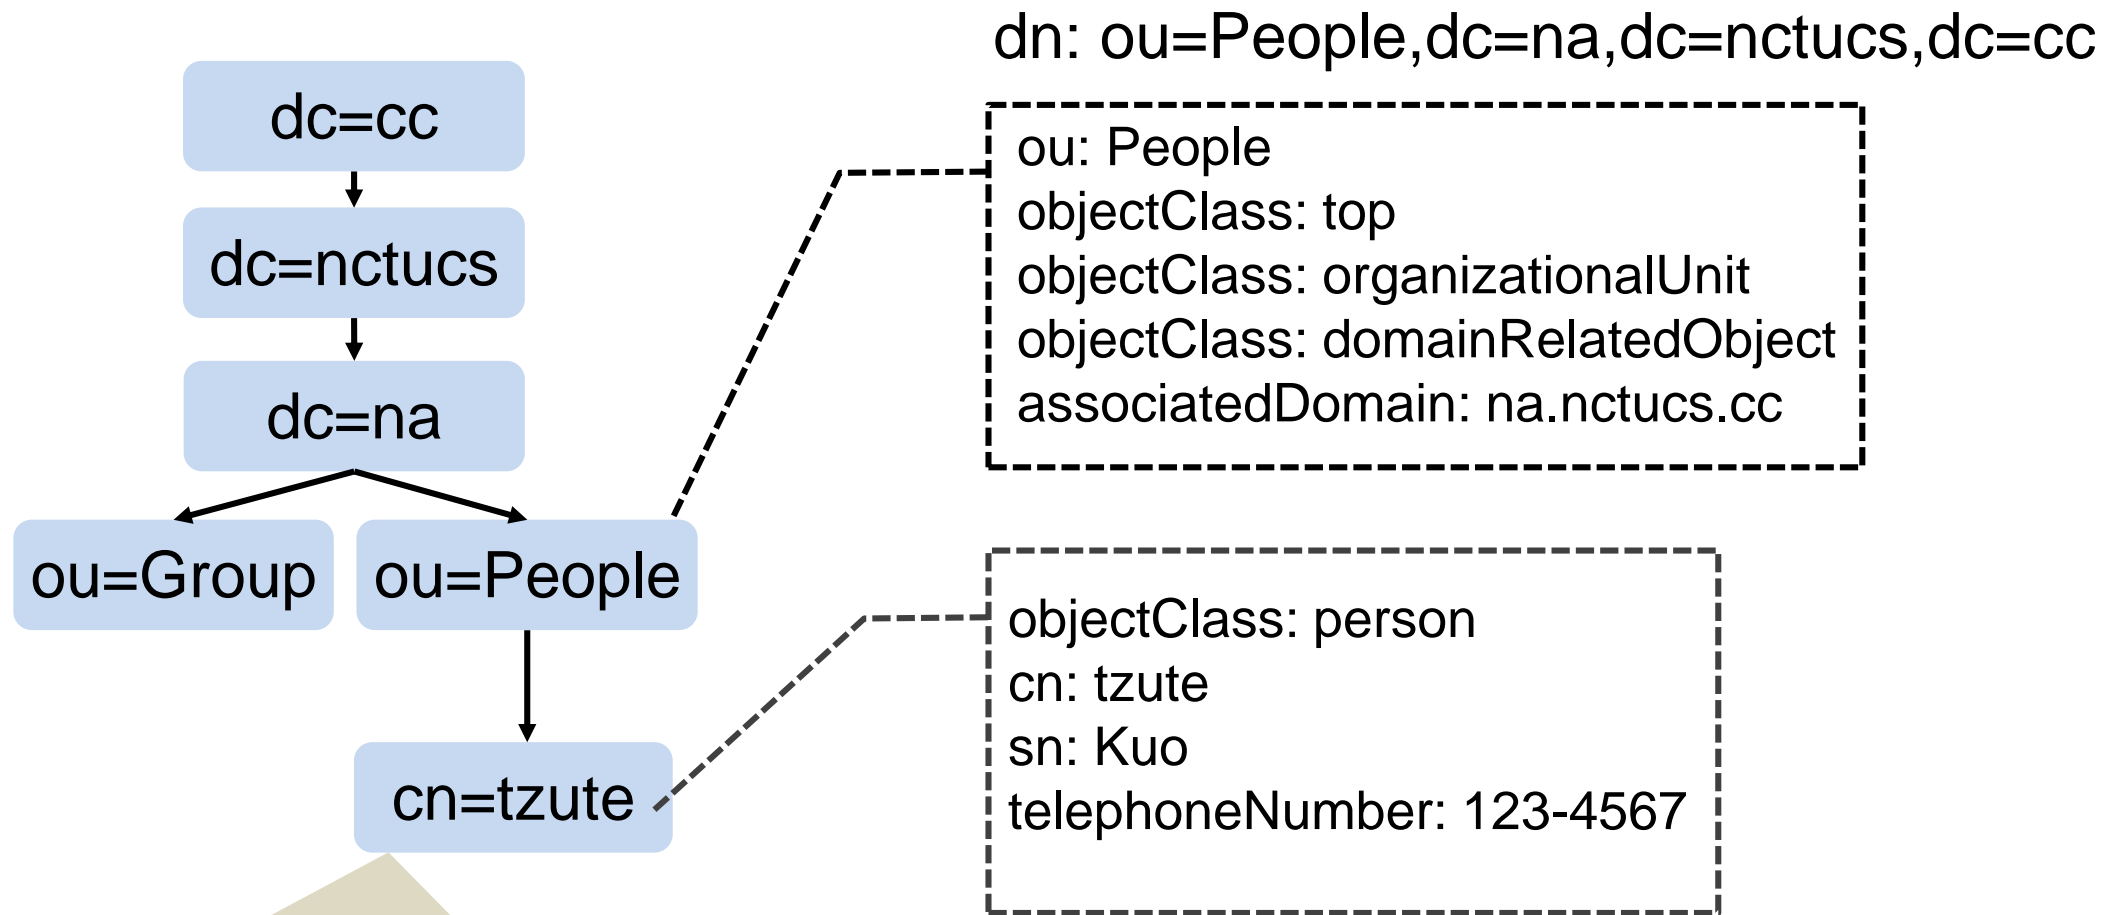 dn: ou=People,dc=na,dc=nctucs,dc=cc
dc=cc
dc=nctucs
dc=na
ou=Group
ou=People
cn=tzute
ou: People
objectClass: top
objectClass: organizationalUnit
objectClass: domainRelatedObject
associatedDomain: na.nctucs.cc
objectClass: person
cn: tzute
sn: Kuo
telephoneNumber: 123-4567